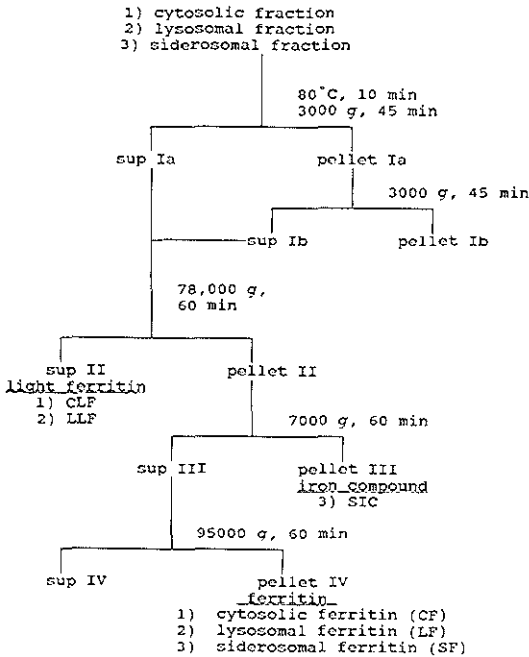 1) cytosolic fraction
2) lysosomal fraction
3) siderosomal fraction
80°C, 10 min
3000 g, 45 min
sup Ia
pellet Ia
3000 g, 45 min
sup Ib
pellet Ib
78,000 g,
60 min
sup II
pellet II
light ferritin
1) CLF
2) LLF
7000 g, 60 min
sup III
pellet III
iron compound
3) SIC
95000 g, 60 min
sup IV
pellet IV
ferritin
1) cytosolic ferritin (CF)
2) lysosomal ferritin (LF)
3) siderosomal ferritin (SF)